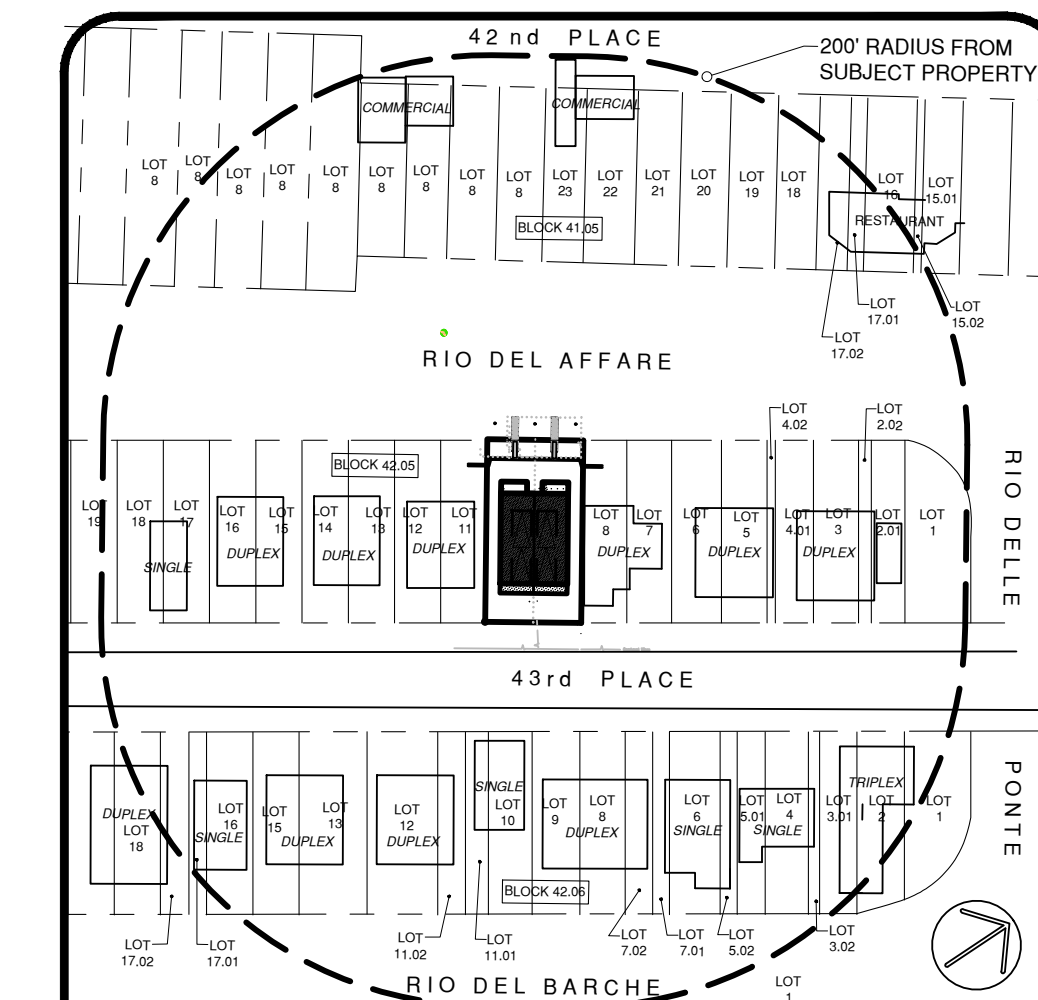 42 nd PLACE
200' RADIUS FROM
SUBJECT PROPERTY
COMMERCIAL
COMMERCIAL
LOT
8
LOT
8
LOT
8
LOT
8
LOT
8
LOT
8
LOT
8
LOT
8
LOT
8
LOT
23
LOT
22
LOT
21
LOT
20
LOT
19
LOT
18
LOT
16
LOT
15.01
RESTAURANT
BLOCK 41.05
LOT
17.01
LOT
15.02
LOT
17.02
RIO DEL AFFARE
LOT
4.02
LOT
2.02
BLOCK 42.05
LOT
19
LOT
18
LOT
17
SINGLE
LOT
16
LOT
15
DUPLEX
LOT
14
LOT
13
DUPLEX
LOT
12
LOT
11
DUPLEX
LOT
8
LOT
7
DUPLEX
LOT
6
LOT
5
DUPLEX
LOT
4.01
LOT
3
DUPLEX
LOT
2.01
LOT
1
RIO DELLE
43rd PLACE
DUPLEX
LOT
18
LOT
16
SINGLE
LOT
15
LOT
13
DUPLEX
LOT
12
DUPLEX
SINGLE
LOT
10
LOT
9
LOT
8
DUPLEX
LOT
6
SINGLE
LOT
5.01
LOT
4
SINGLE
TRIPLEX
LOT
3.01
LOT
2
LOT
1
PONTE
BLOCK 42.06
LOT
17.02
LOT
17.01
LOT
11.02
LOT
11.01
LOT
7.02
LOT
7.01
LOT
5.02
LOT
3.02
RIO DEL BARCHE
LOT
1